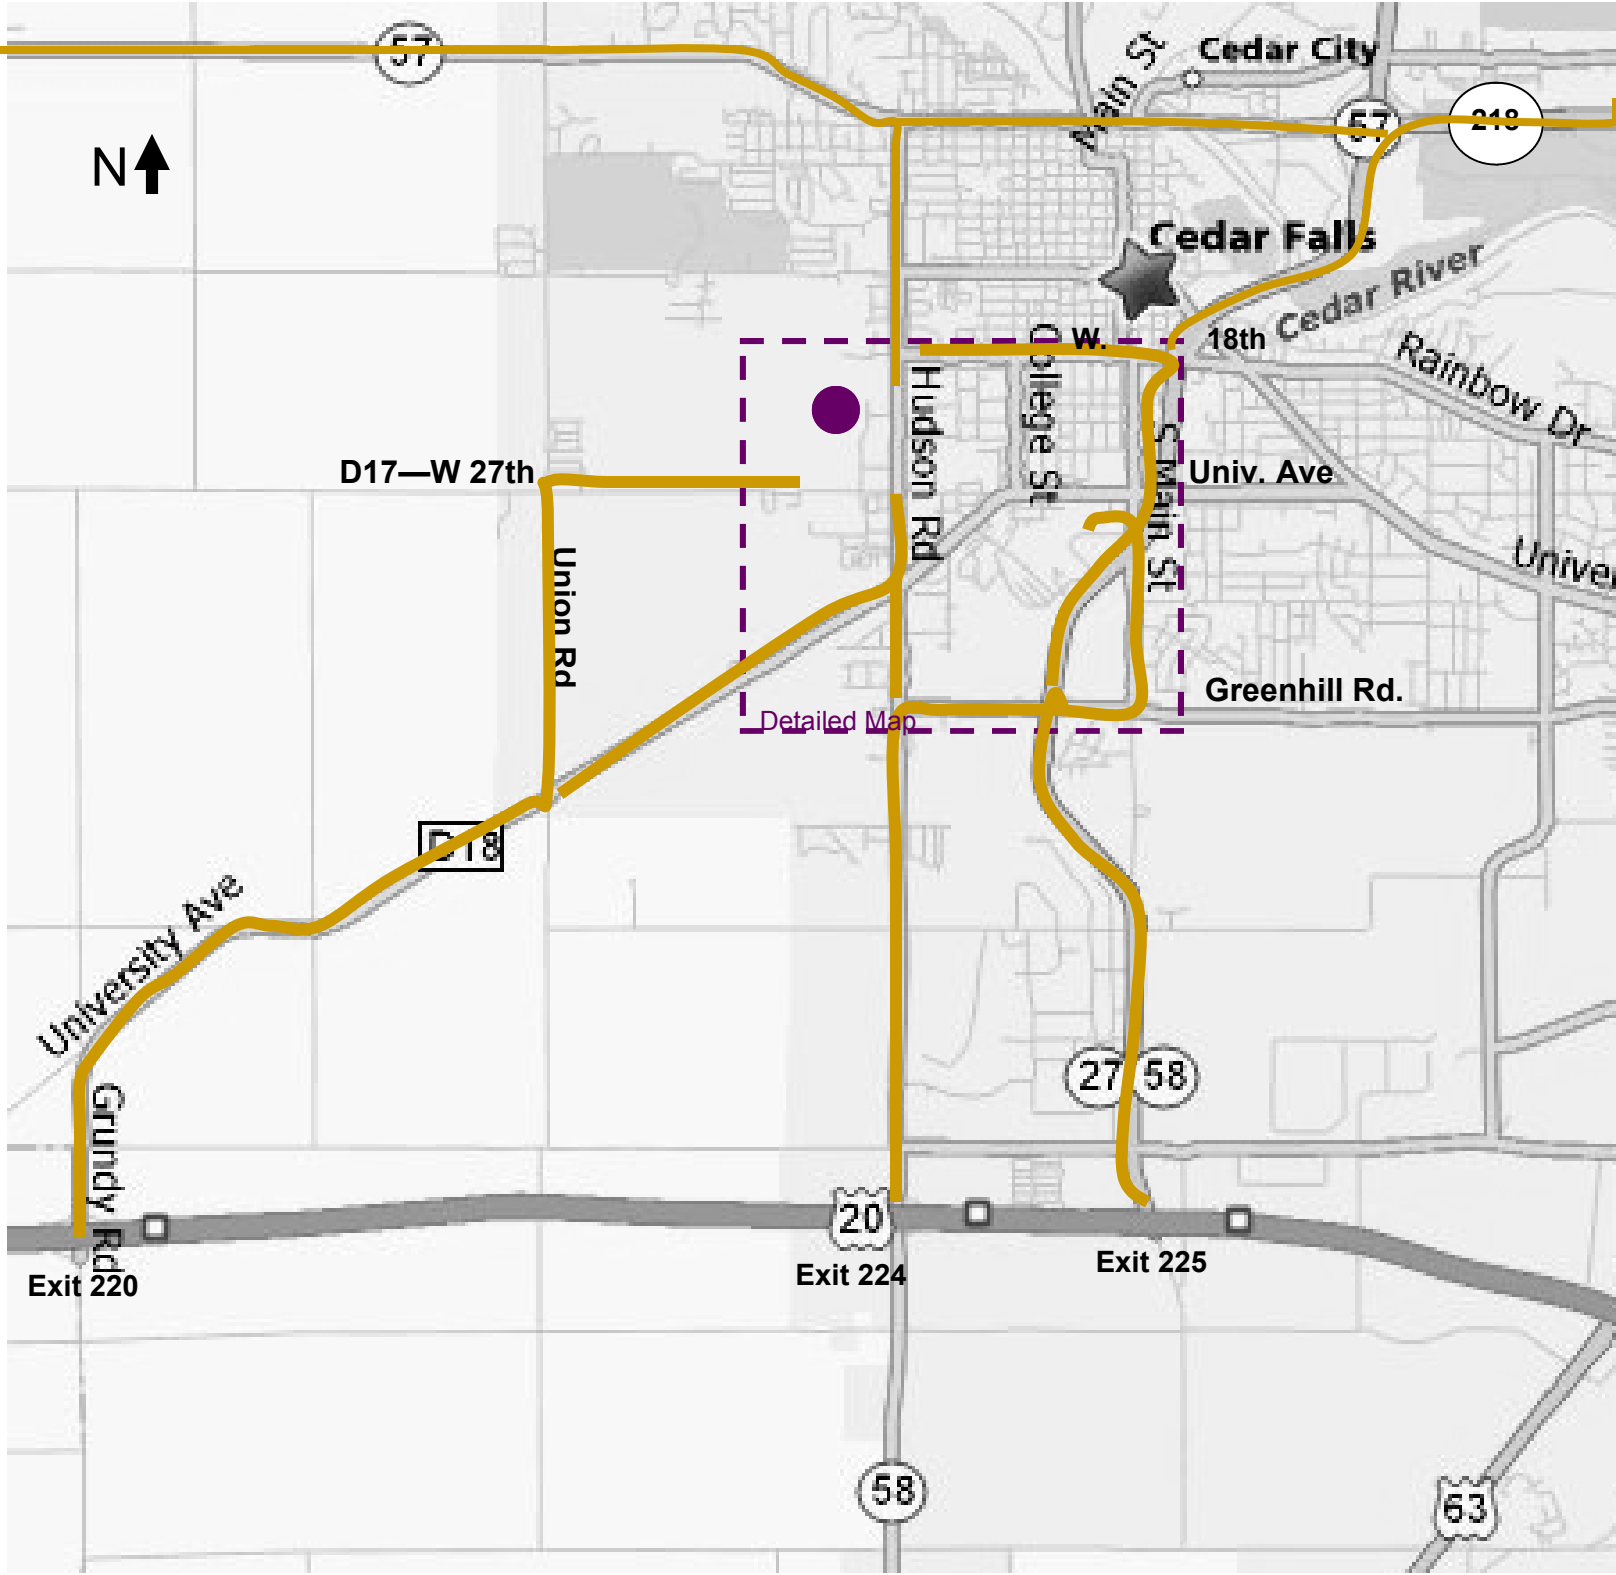 57
Main St
Cedar City
57
218
N
Cedar Falls
Cedar River
W.
18th
Rainbow Dr
College St
Hudson Rd
S Main St
D17—W 27th
Univ. Ave
Univer
Union Rd
Greenhill Rd.
Detailed Map
D18
University Ave
27
58
Grundy Rd
20
Exit 220
Exit 224
Exit 225
58
63